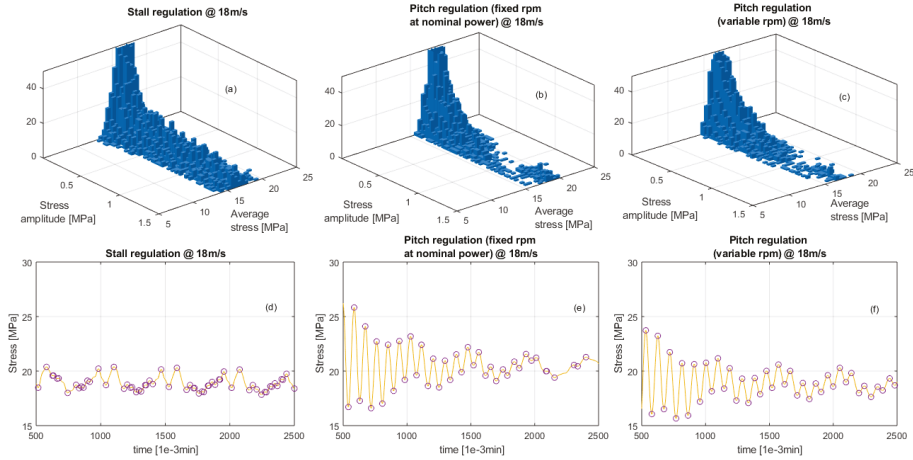 Stall regulation @ 18m/s
Pitch regulation (fixed rpm
at nominal power) @ 18m/s
Pitch regulation
(variable rpm) @ 18m/s
(a)
(b)
(c)
40
20
0
0.5
1
1.5
5
10
15
20
25
Stress
amplitude [MPa]
Average
stress [MPa]
40
20
0
0.5
1
1.5
5
10
15
20
25
Stress
amplitude [MPa]
Average
stress [MPa]
40
20
0
0.5
1
1.5
5
10
15
20
25
Stress
amplitude [MPa]
Average
stress [MPa]
Stall regulation @ 18m/s
Pitch regulation (fixed rpm
at nominal power) @ 18m/s
Pitch regulation
(variable rpm) @ 18m/s
(d)
(e)
(f)
Stress [MPa]
30
25
20
15
500
1000
1500
2000
2500
time [1e-3min]
Stress [MPa]
30
25
20
15
500
1000
1500
2000
2500
time [1e-3min]
Stress [MPa]
30
25
20
15
500
1000
1500
2000
2500
time [1e-3min]